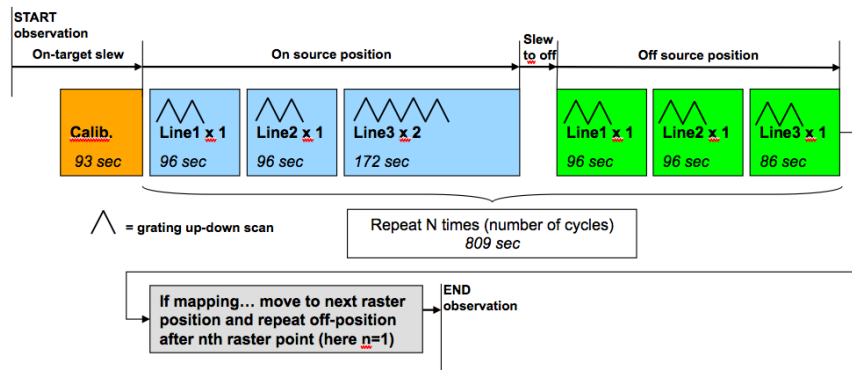 START
observation
On-target slew
On source position
Slew
to off
Off source position
Calib.
93 sec
Line1 x 1
96 sec
Line2 x 1
96 sec
Line3 x 2
172 sec
Line1 x 1
96 sec
Line2 x 1
96 sec
Line3 x 1
86 sec
= grating up-down scan
Repeat N times (number of cycles)
809 sec
If mapping... move to next raster
position and repeat off-position
after nth raster point (here n=1)
END
observation